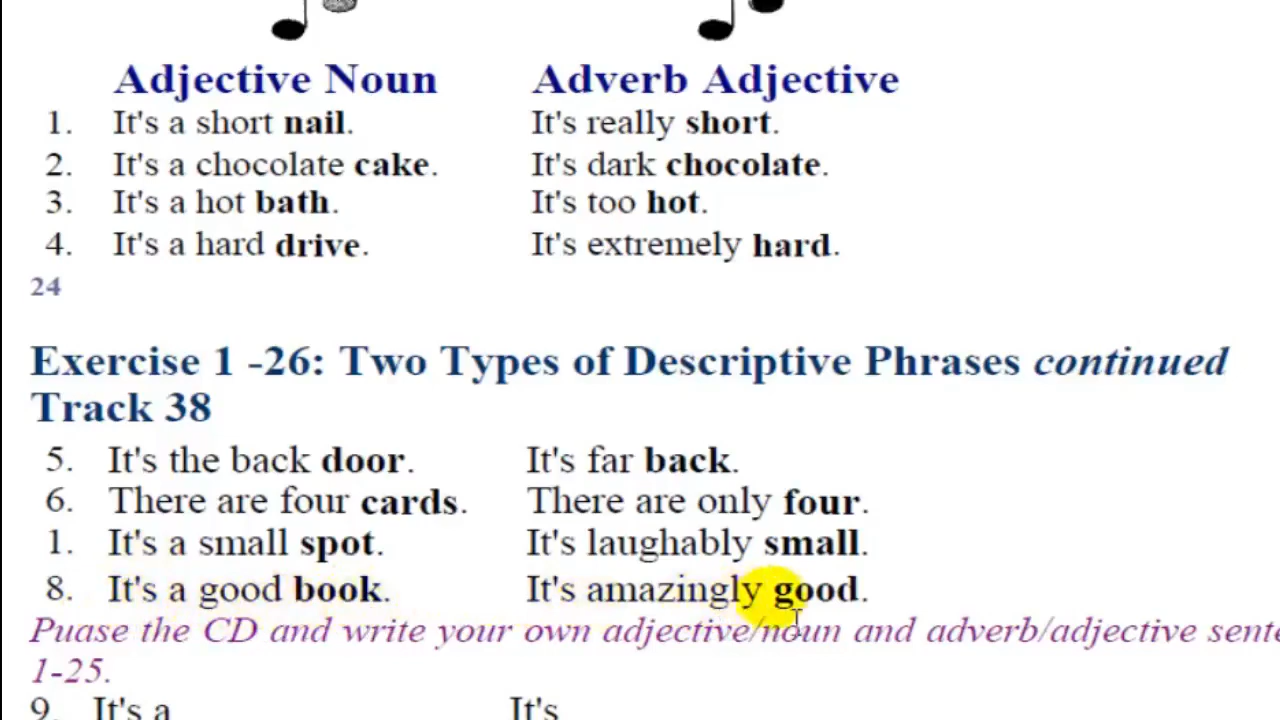 Adjective Noun Adverb Adjective
1. It's a short nail. It's really short.
2. It's a chocolate cake. It's dark chocolate.
3. It's a hot bath. It's too hot.
4. It's a hard drive. It's extremely hard.
24
Exercise 1 -26: Two Types of Descriptive Phrases continued
Track 38
5. It's the back door. It's far back.
6. There are four cards. There are only four.
1. It's a small spot. It's laughably small.
8. It's a good book. It's amazingly good.
Puase the CD and write your own adjective/noun and adverb/adjective sente
1-25.
9. It's a It's